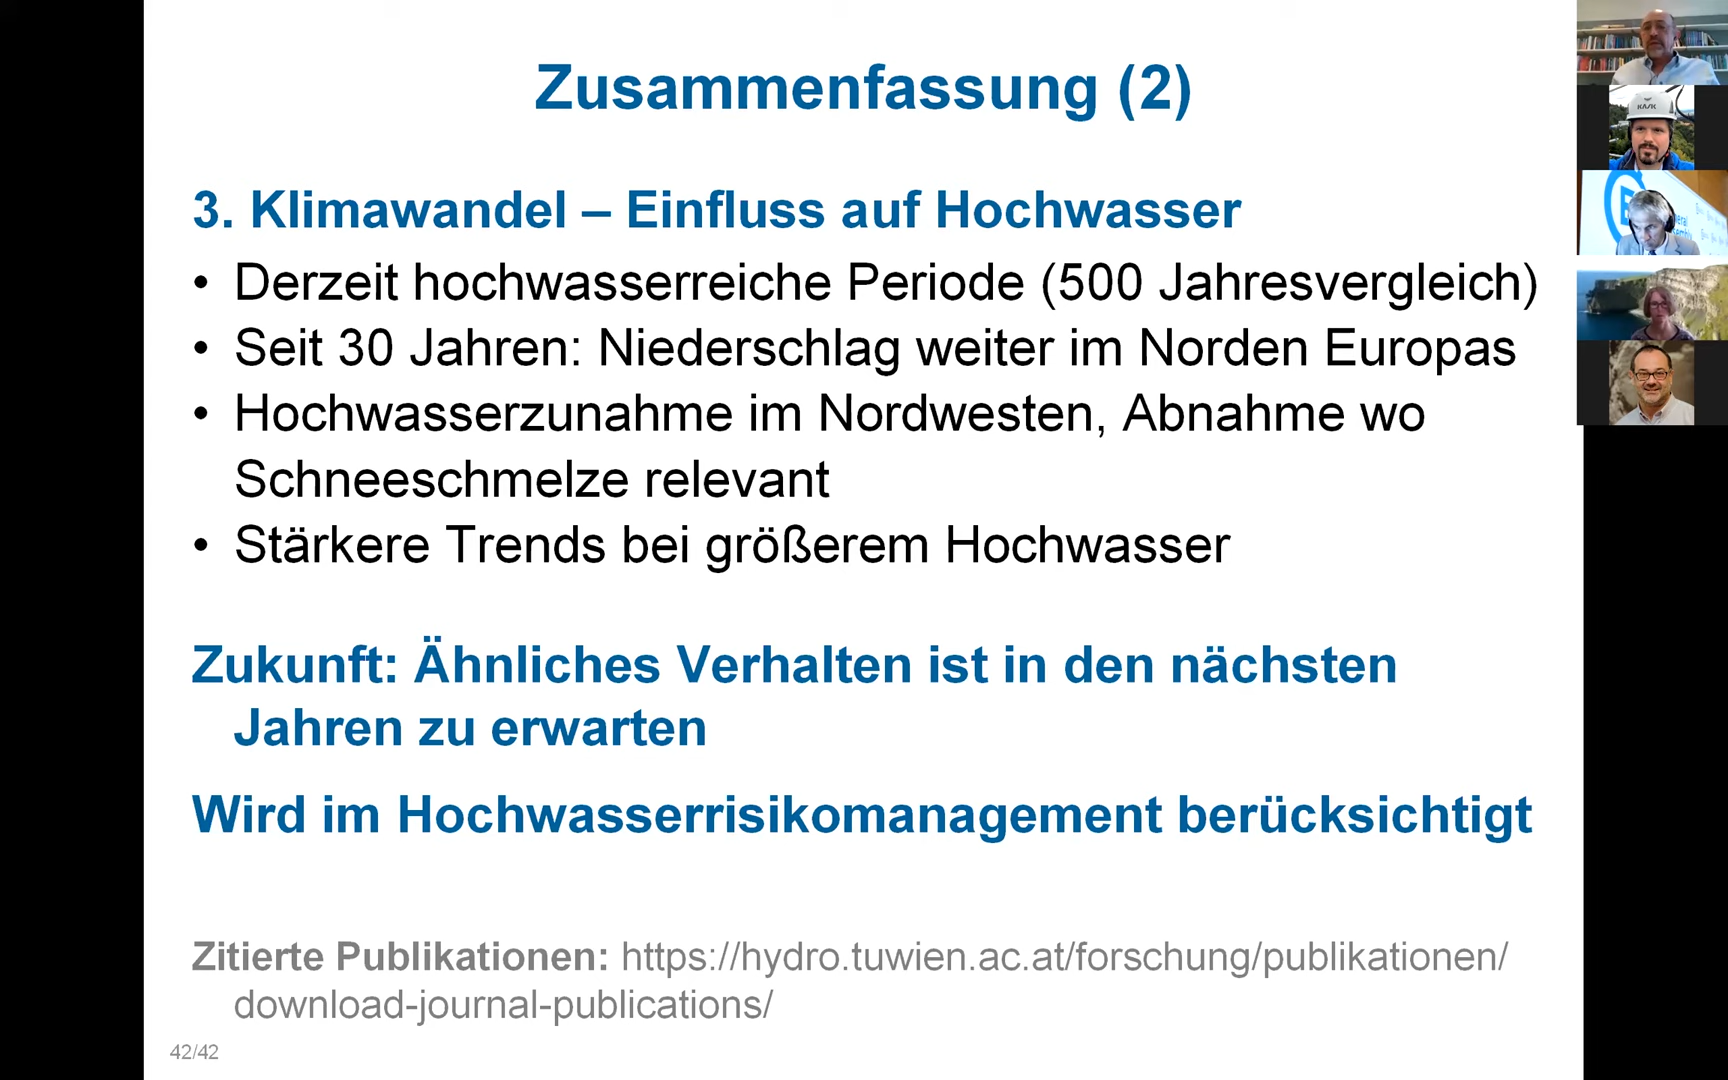 Zusammenfassung (2)
3. Klimawandel – Einfluss auf Hochwasser
• Derzeit hochwasserreiche Periode (500 Jahresvergleich)
• Seit 30 Jahren: Niederschlag weiter im Norden Europas
• Hochwasserzunahme im Nordwesten, Abnahme wo
Schneeschmelze relevant
• Stärkere Trends bei größerem Hochwasser
Zukunft: Ähnliches Verhalten ist in den nächsten
Jahren zu erwarten
Wird im Hochwasserrisikomanagement berücksichtigt
Zitierte Publikationen: https://hydro.tuwien.ac.at/forschung/publikationen/
download-journal-publications/
42/42
KASK